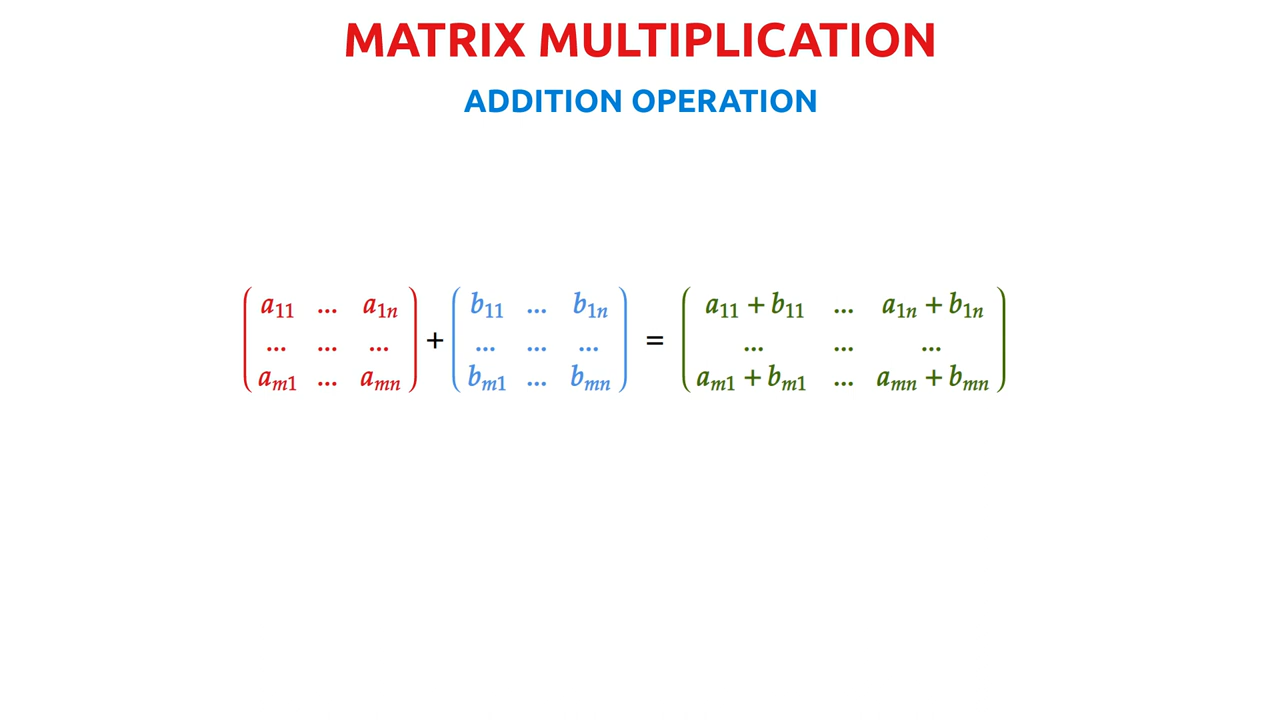 MATRIX MULTIPLICATION
ADDITION OPERATION
( a₁₁ ... a₁ₙ ) ( b₁₁ ... b₁ₙ ) ( a₁₁ + b₁₁ ... a₁ₙ + b₁ₙ )
( ... ... ... ) + ( ... ... ... ) = ( ... ... ... )
( aₘ₁ ... aₘₙ ) ( bₘ₁ ... bₘₙ ) ( aₘ₁ + bₘ₁ ... aₘₙ + bₘₙ )